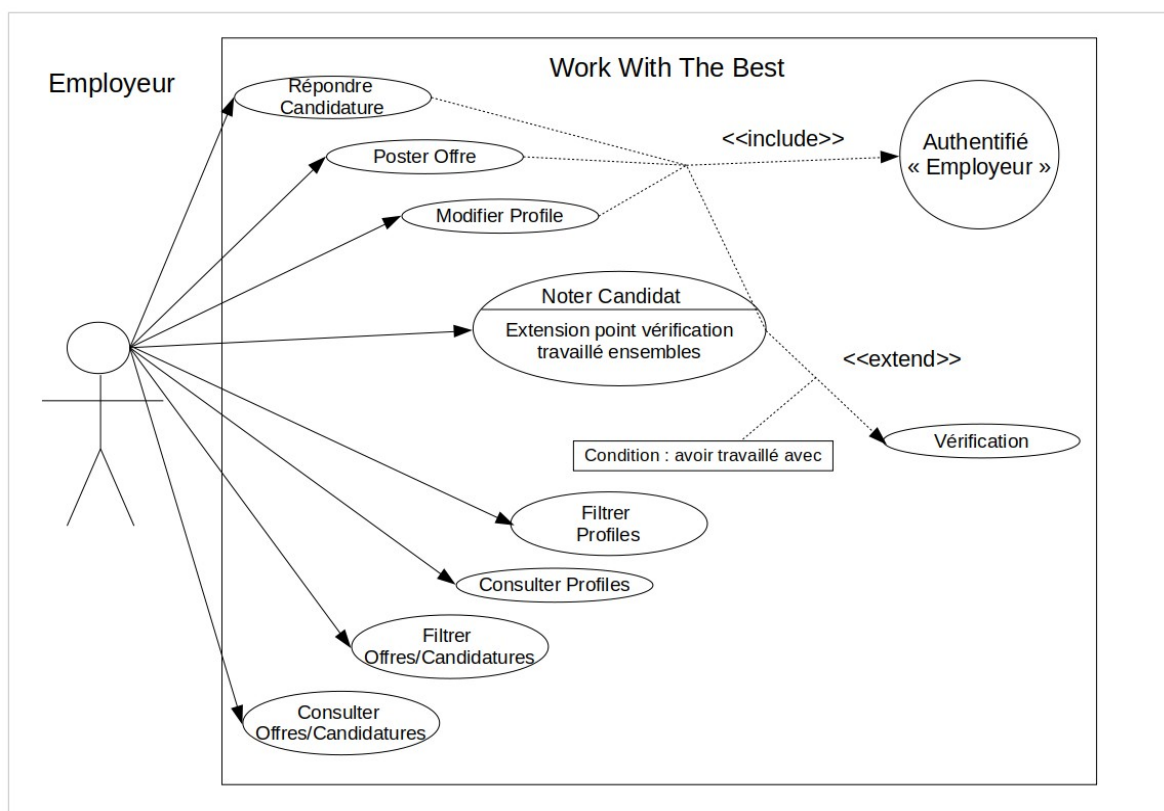 Employeur
Work With The Best
Répondre
Candidature
<<include>>
Authentifié
« Employeur »
Poster Offre
Modifier Profile
Noter Candidat
Extension point vérification
travaillé ensembles
<<extend>>
Condition : avoir travaillé avec
Vérification
Filtrer
Profiles
Consulter Profiles
Filtrer
Offres/Candidatures
Consulter
Offres/Candidatures